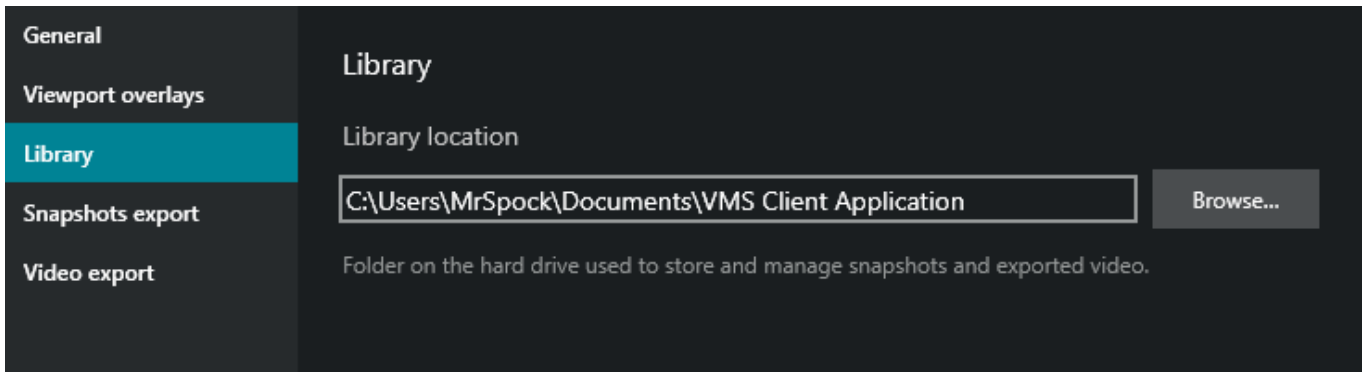 General
Viewport overlays
Library
Snapshots export
Video export
Library
Library location
C:\Users\MrSpock\Documents\VMS Client Application
Browse...
Folder on the hard drive used to store and manage snapshots and exported video.